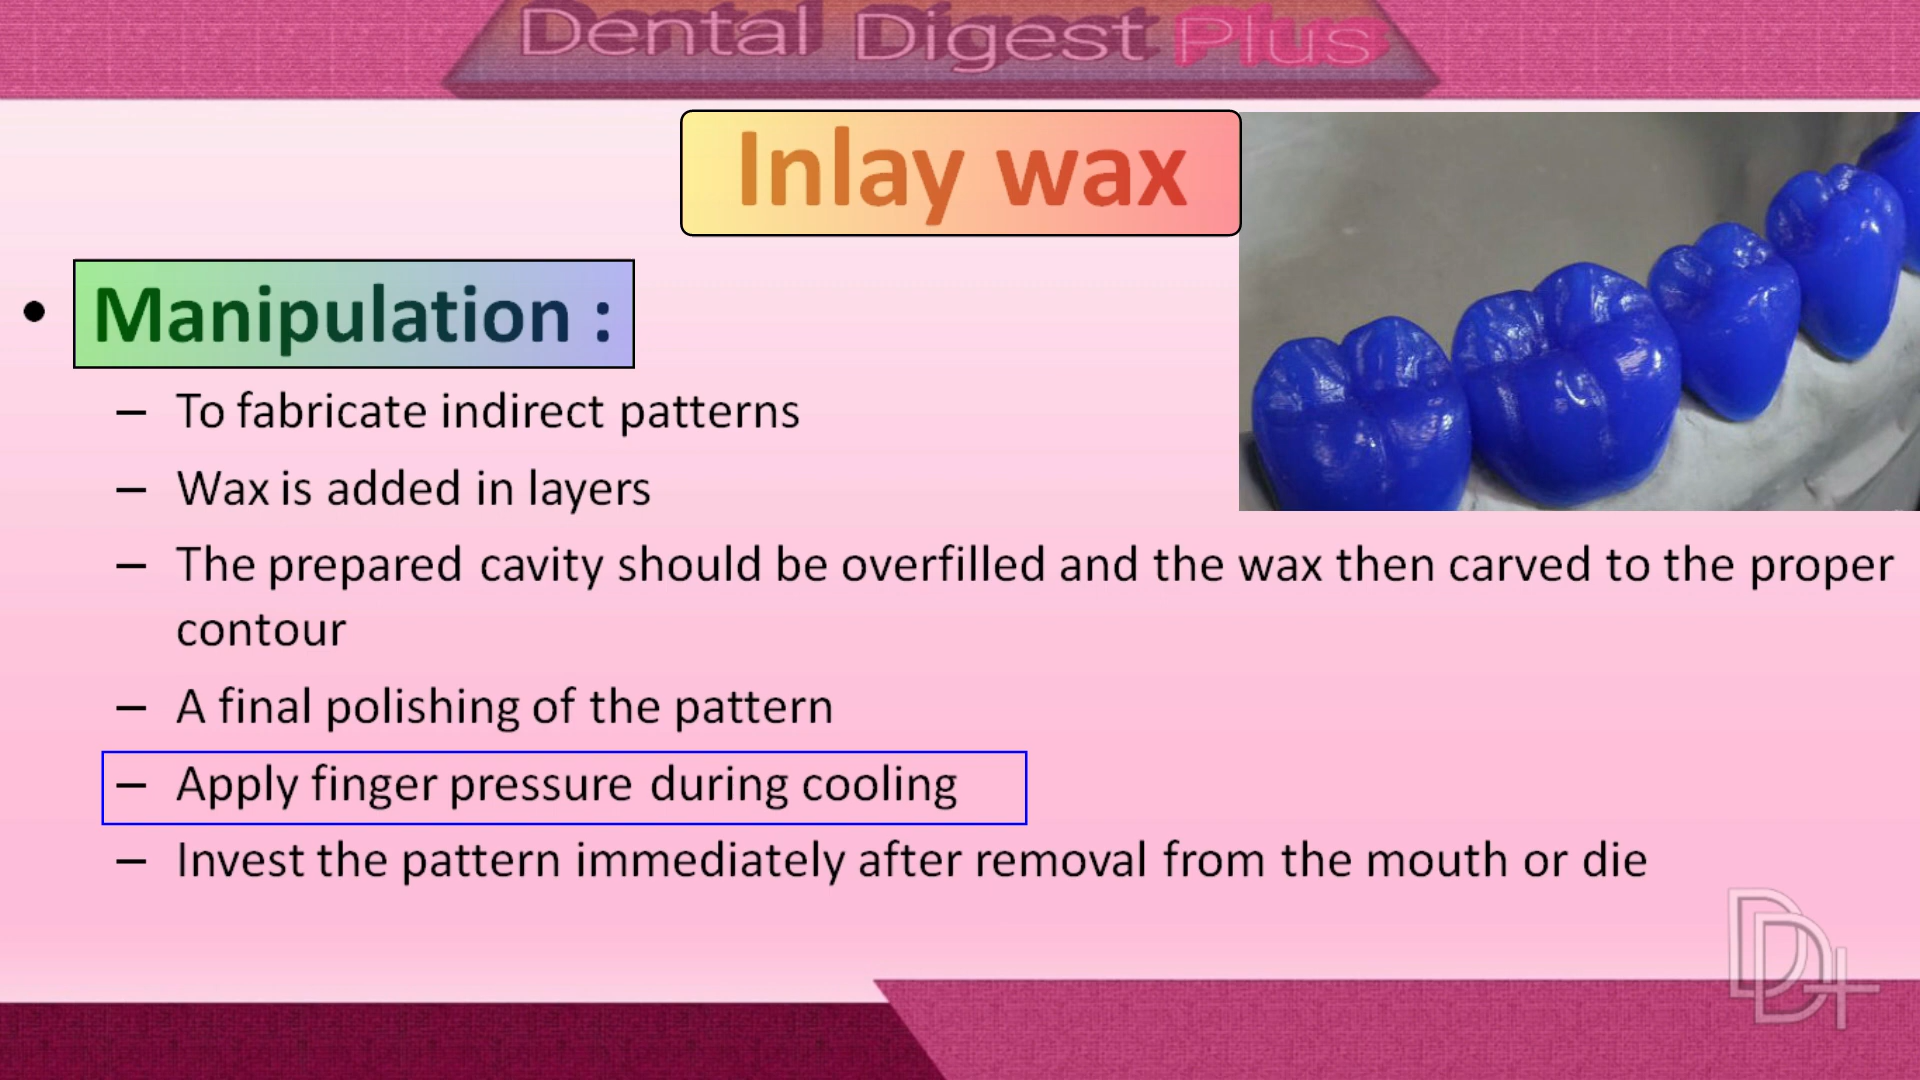 Dental Digest Plus
Inlay wax
• Manipulation :
– To fabricate indirect patterns
– Wax is added in layers
– The prepared cavity should be overfilled and the wax then carved to the proper
contour
– A final polishing of the pattern
– Apply finger pressure during cooling
– Invest the pattern immediately after removal from the mouth or die
DD+